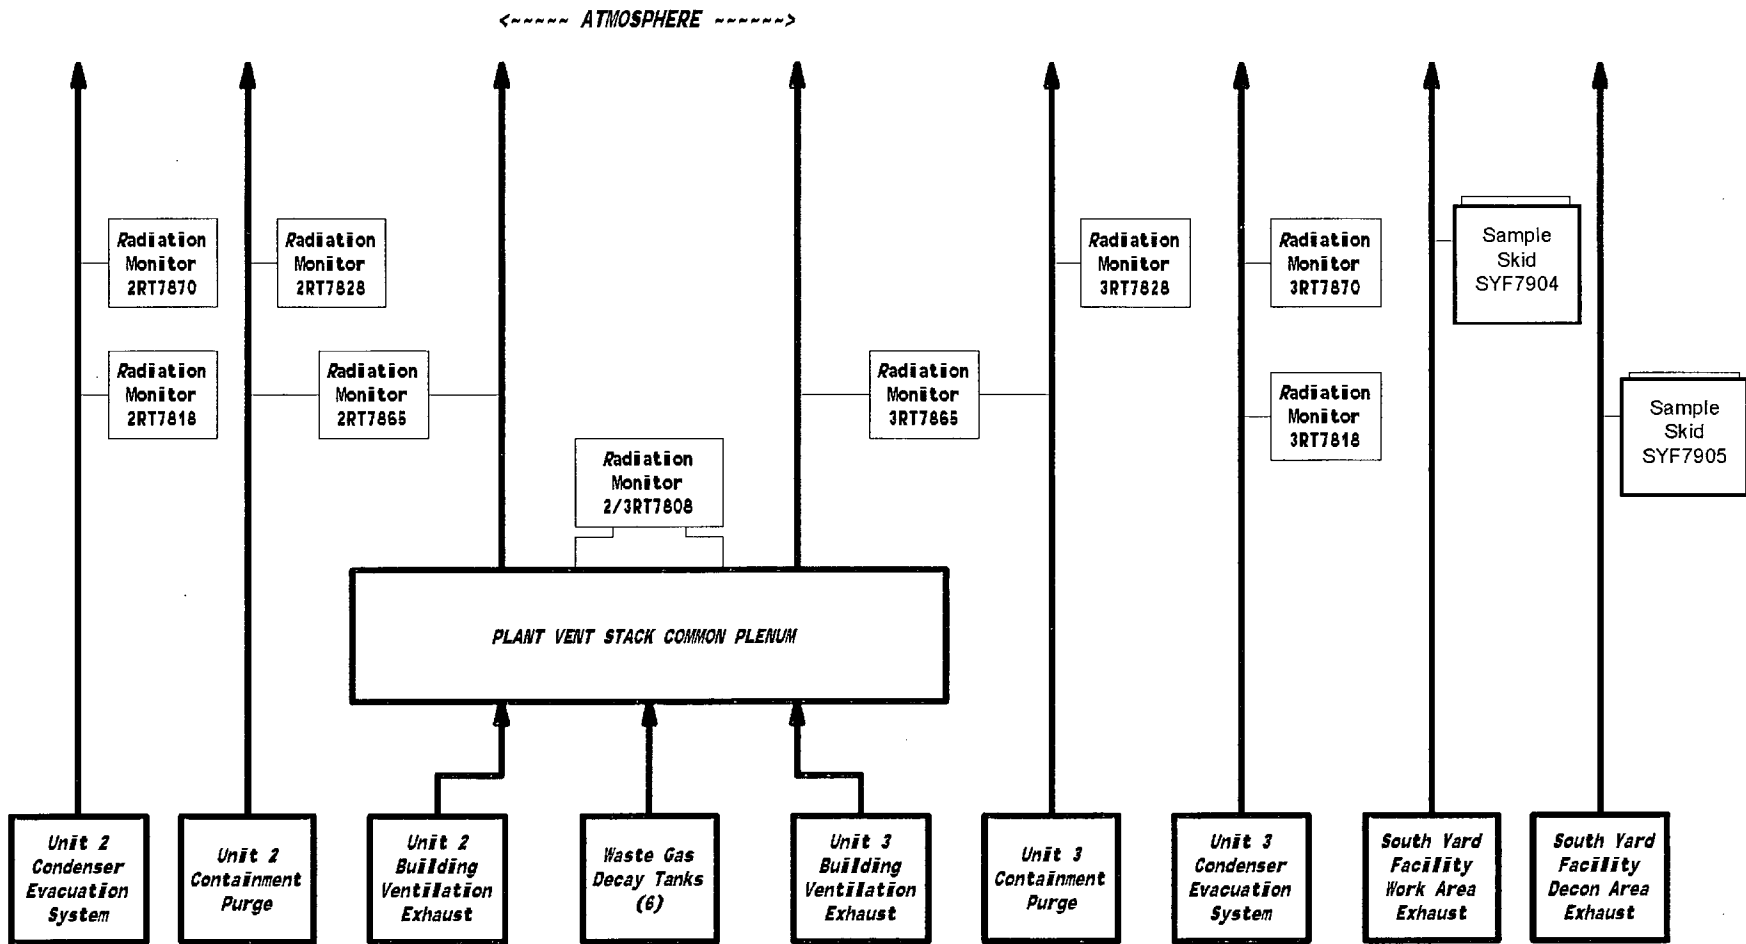 <~~~~~ ATMOSPHERE ~~~~~~>
Radiation
Monitor
2RT7870
Radiation
Monitor
2RT7828
Radiation
Monitor
3RT7828
Radiation
Monitor
3RT7870
Sample
Skid
SYF7904
Radiation
Monitor
2RT7818
Radiation
Monitor
2RT7865
Radiation
Monitor
3RT7865
Radiation
Monitor
3RT7818
Sample
Skid
SYF7905
Radiation
Monitor
2/3RT7808
PLANT VENT STACK COMMON PLENUM
Unit 2
Condenser
Evacuation
System
Unit 2
Containment
Purge
Unit 2
Building
Ventilation
Exhaust
Waste Gas
Decay Tanks
(6)
Unit 3
Building
Ventilation
Exhaust
Unit 3
Containment
Purge
Unit 3
Condenser
Evacuation
System
South Yard
Facility
Work Area
Exhaust
South Yard
Facility
Decon Area
Exhaust